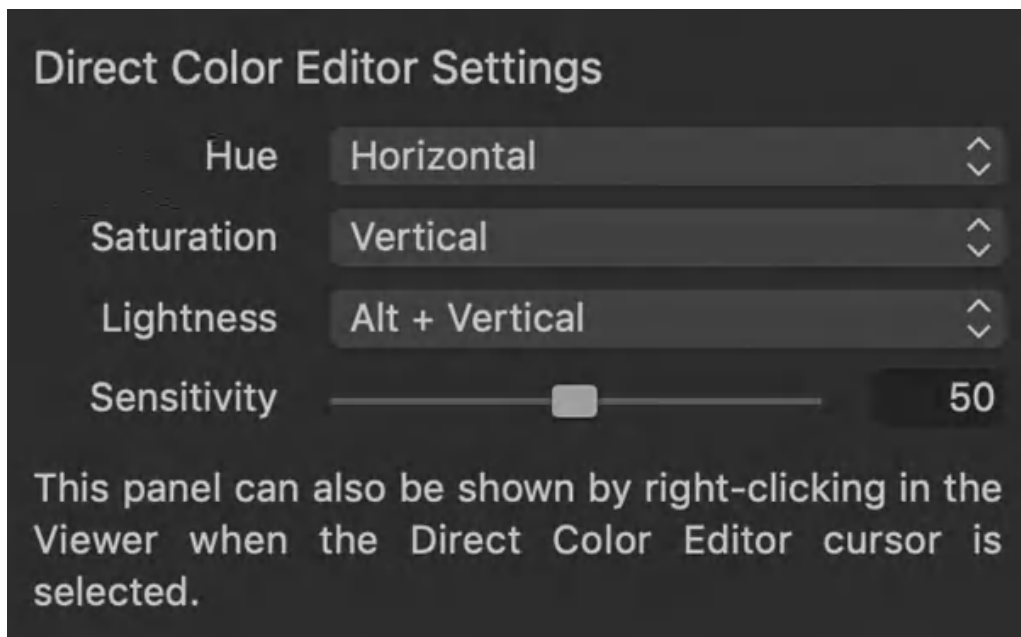 Direct Color Editor Settings
Hue Horizontal
Saturation Vertical
Lightness Alt + Vertical
Sensitivity 50
This panel can also be shown by right-clicking in the
Viewer when the Direct Color Editor cursor is
selected.